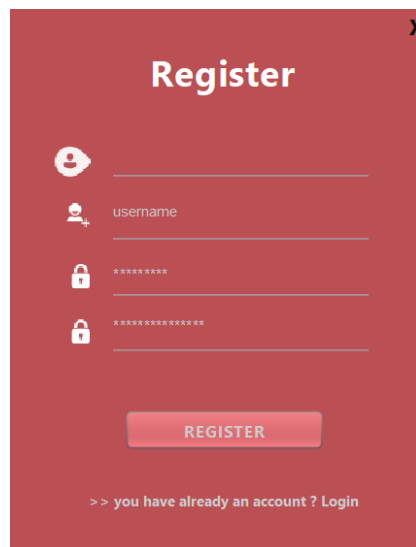 X
Register
username
*********
***************
REGISTER
>> you have already an account ? Login